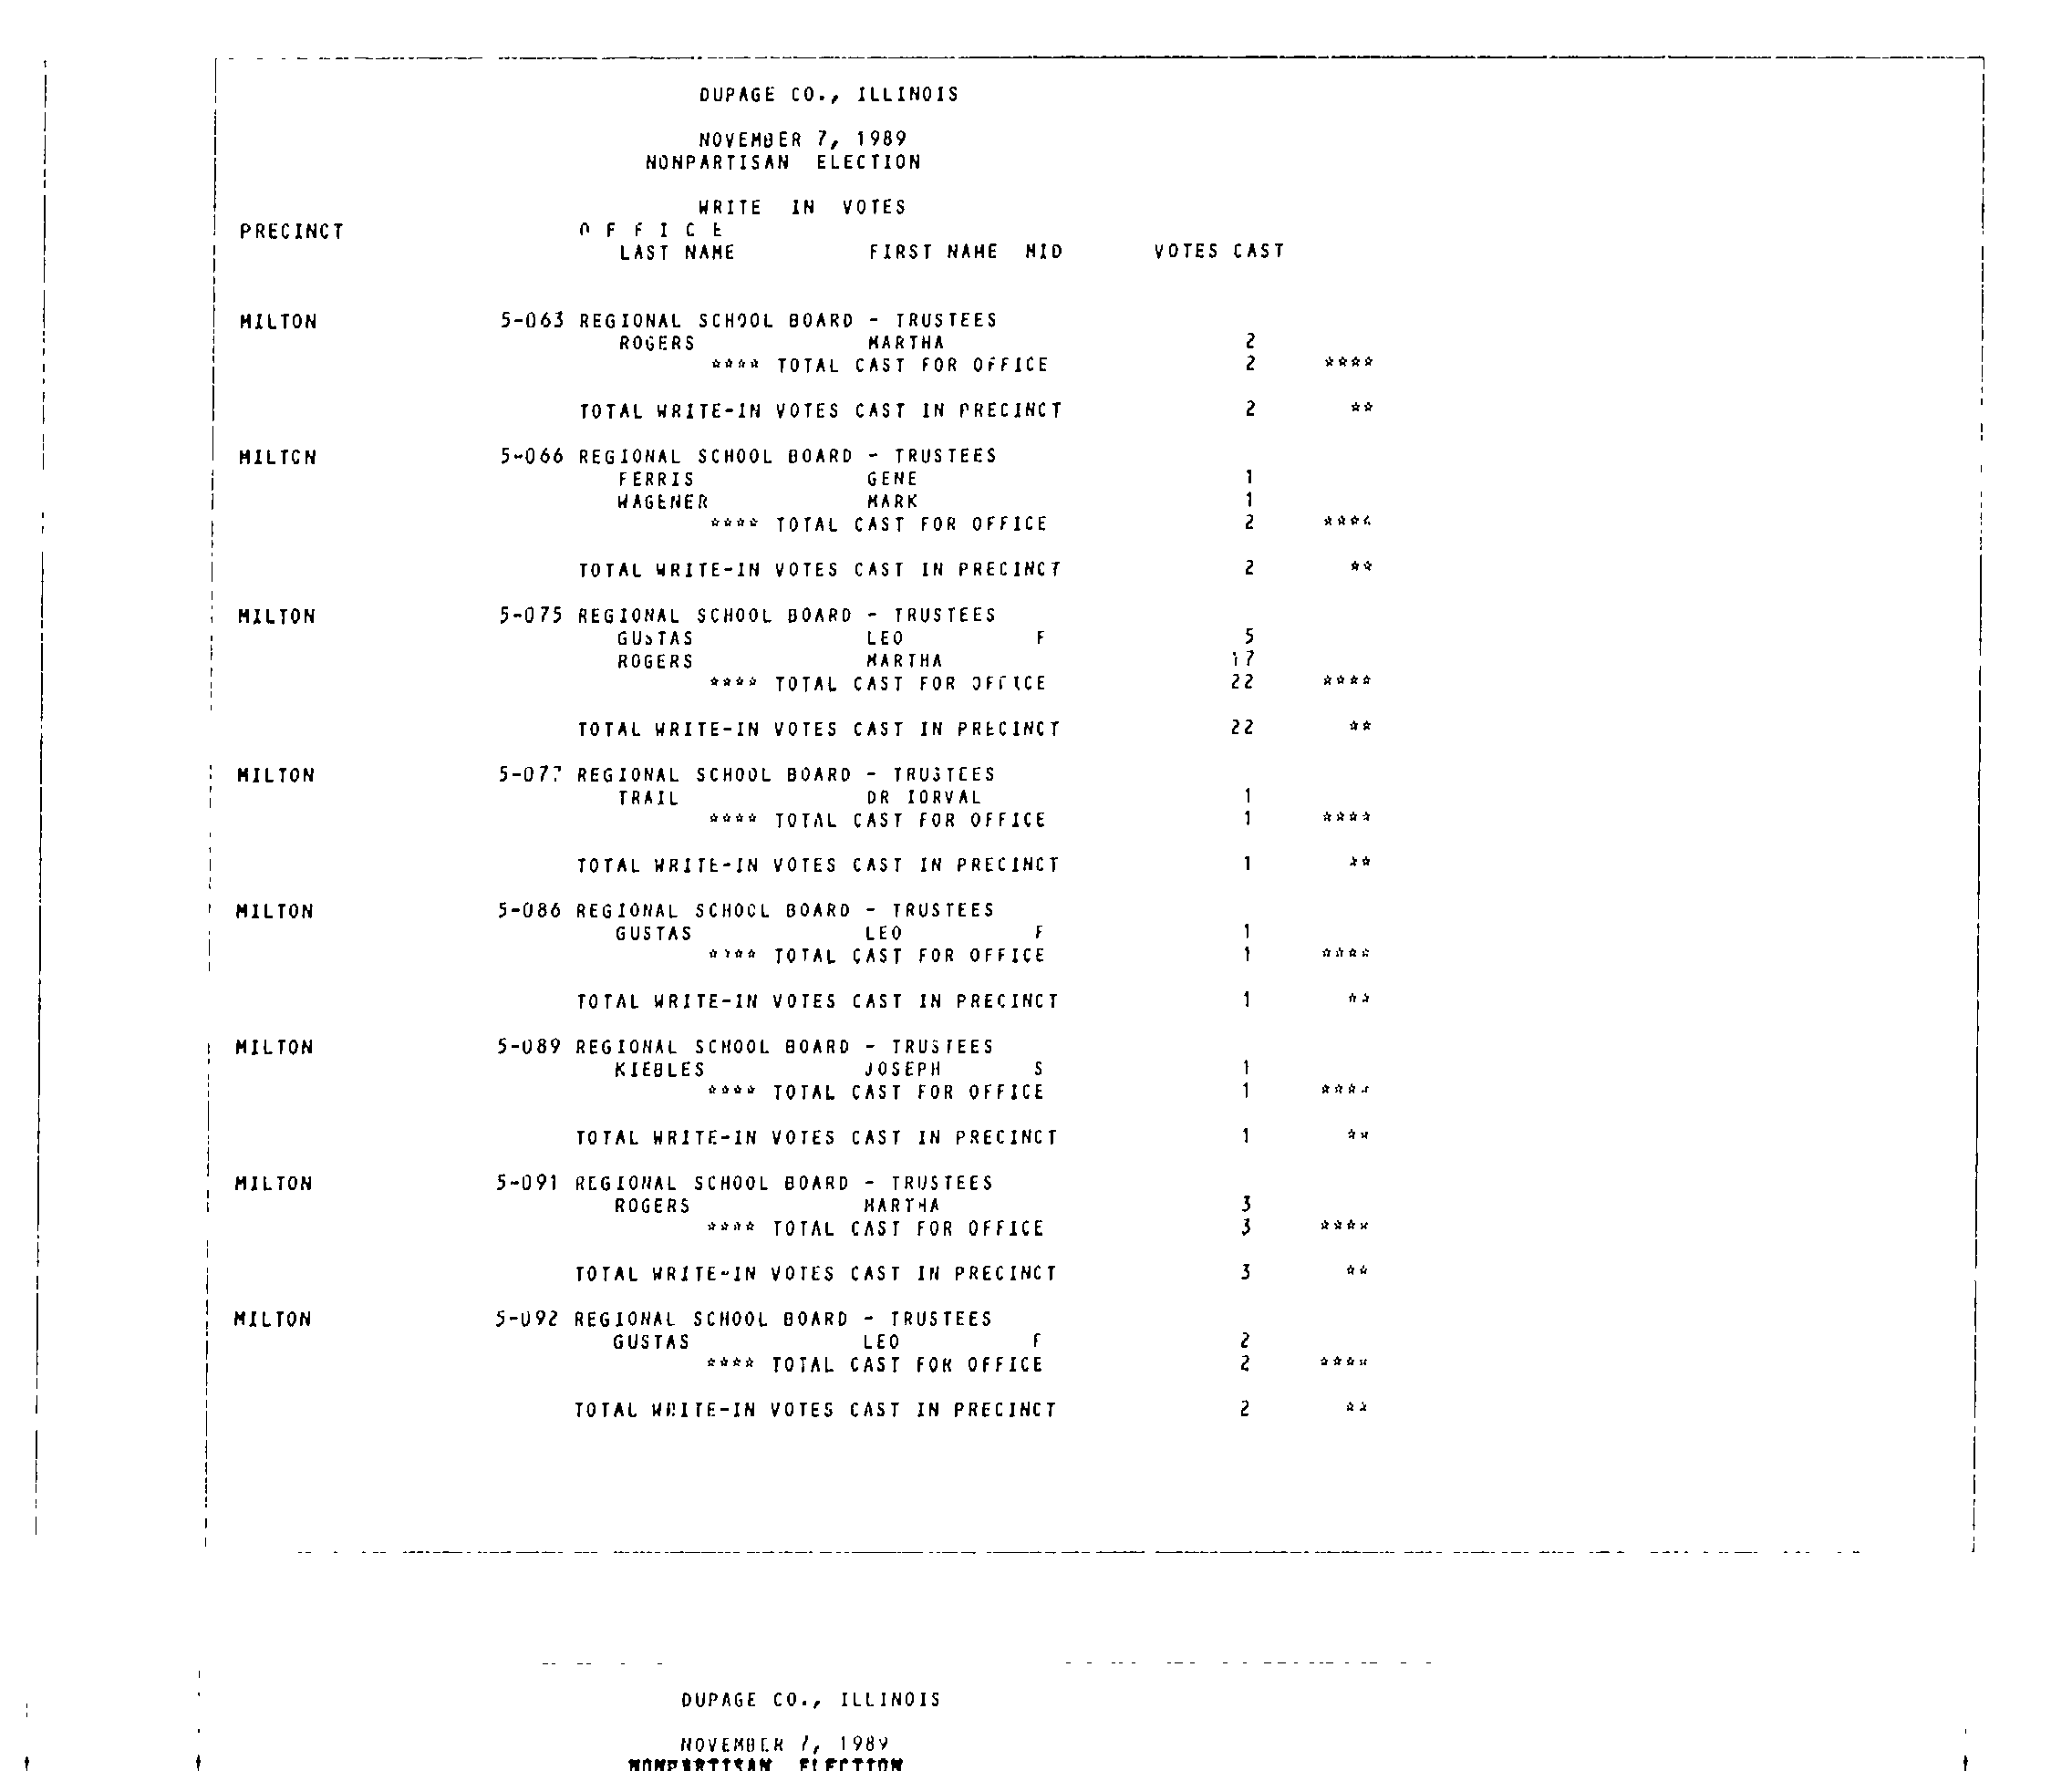 DUPAGE CO., ILLINOIS
NOVEMBER 7, 1989
NONPARTISAN ELECTION
WRITE IN VOTES
PRECINCT O F F I C E
LAST NAME FIRST NAME MID VOTES CAST
MILTON 5-063 REGIONAL SCHOOL BOARD - TRUSTEES
ROGERS MARTHA 2
**** TOTAL CAST FOR OFFICE 2 ****
TOTAL WRITE-IN VOTES CAST IN PRECINCT 2 **
MILTON 5-066 REGIONAL SCHOOL BOARD - TRUSTEES
FERRIS GENE 1
WAGENER MARK 1
**** TOTAL CAST FOR OFFICE 2 ****
TOTAL WRITE-IN VOTES CAST IN PRECINCT 2 **
MILTON 5-075 REGIONAL SCHOOL BOARD - TRUSTEES
GUSTAS LEO F 5
ROGERS MARTHA 17
**** TOTAL CAST FOR OFFICE 22 ****
TOTAL WRITE-IN VOTES CAST IN PRECINCT 22 **
MILTON 5-077 REGIONAL SCHOOL BOARD - TRUSTEES
TRAIL DR IORVAL 1
**** TOTAL CAST FOR OFFICE 1 ****
TOTAL WRITE-IN VOTES CAST IN PRECINCT 1 **
MILTON 5-086 REGIONAL SCHOOL BOARD - TRUSTEES
GUSTAS LEO F 1
**** TOTAL CAST FOR OFFICE 1 ****
TOTAL WRITE-IN VOTES CAST IN PRECINCT 1 **
MILTON 5-089 REGIONAL SCHOOL BOARD - TRUSTEES
KIEBLES JOSEPH S 1
**** TOTAL CAST FOR OFFICE 1 ****
TOTAL WRITE-IN VOTES CAST IN PRECINCT 1 **
MILTON 5-091 REGIONAL SCHOOL BOARD - TRUSTEES
ROGERS MARTHA 3
**** TOTAL CAST FOR OFFICE 3 ****
TOTAL WRITE-IN VOTES CAST IN PRECINCT 3 **
MILTON 5-092 REGIONAL SCHOOL BOARD - TRUSTEES
GUSTAS LEO F 2
**** TOTAL CAST FOR OFFICE 2 ****
TOTAL WRITE-IN VOTES CAST IN PRECINCT 2 **
DUPAGE CO., ILLINOIS
NOVEMBER 7, 1989
NONPARTISAN ELECTION